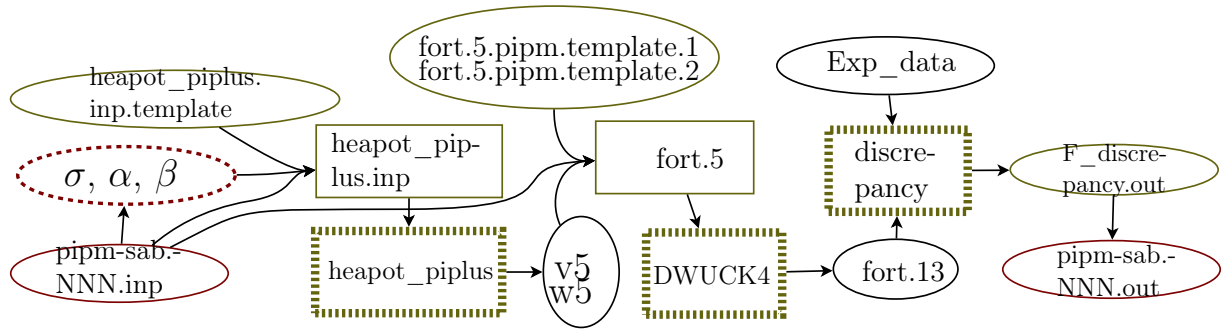 heapot_piplus.
inp.template
σ, α, β
pipm-sab.-
NNN.inp
heapot_pip-
lus.inp
heapot_piplus
fort.5.pipm.template.1
fort.5.pipm.template.2
v5
w5
fort.5
DWUCK4
Exp_data
discre-
pancy
fort.13
F_discre-
pancy.out
pipm-sab.-
NNN.out